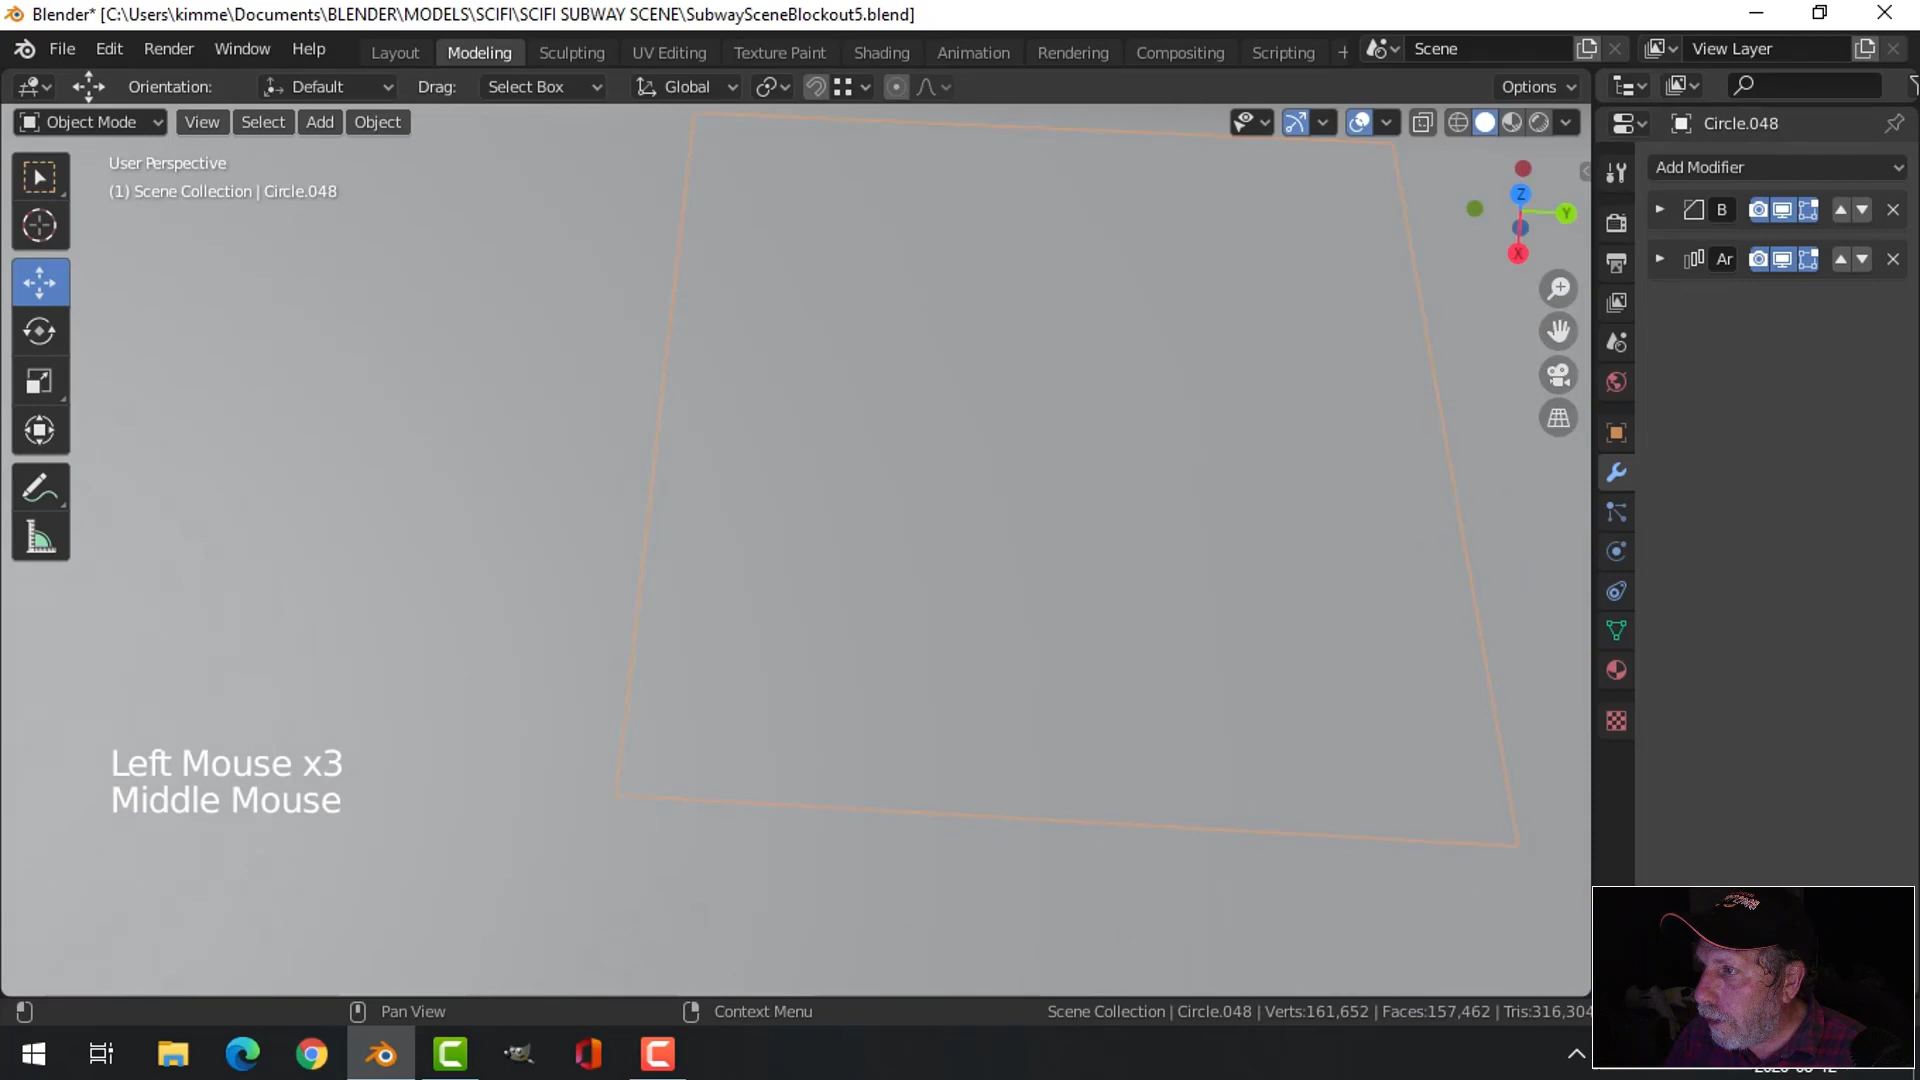 Blender* [C:\Users\kimme\Documents\BLENDER\MODELS\SCIFI\SCIFI SUBWAY SCENE\SubwaySceneBlockout5.blend]
File Edit Render Window Help Layout Modeling Sculpting UV Editing Texture Paint Shading Animation Rendering Compositing Scripting + Scene View Layer
Orientation: Default Drag: Select Box Global Options
Object Mode View Select Add Object Circle.048
User Perspective
(1) Scene Collection | Circle.048
Add Modifier
B
Ar
Z
Y
X
Left Mouse x3
Middle Mouse
Pan View Context Menu Scene Collection | Circle.048 | Verts:161,652 | Faces:157,462 | Tris:316,304